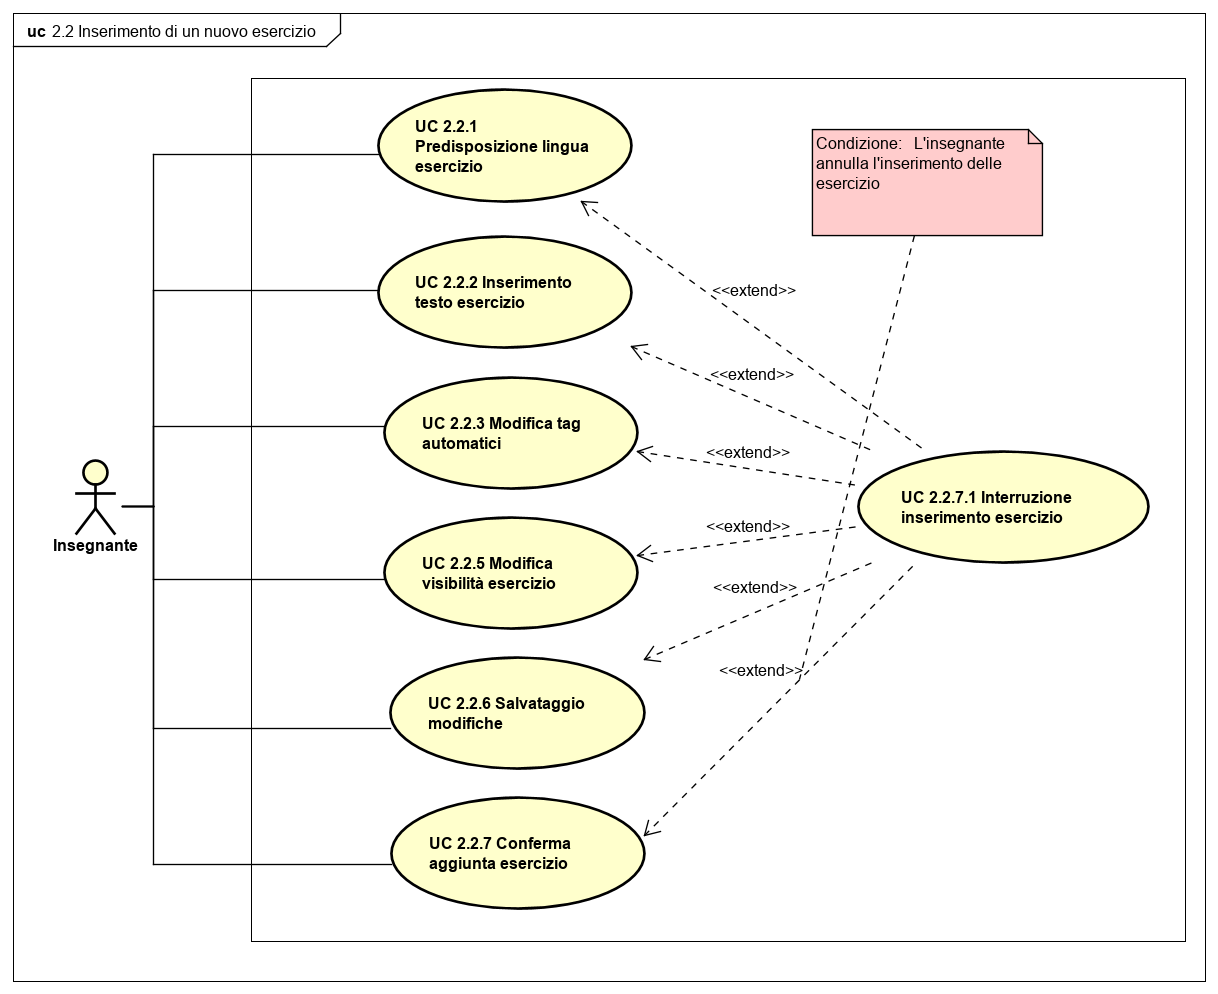 uc 2.2 Inserimento di un nuovo esercizio
UC 2.2.1
Predisposizione lingua
esercizio
Condizione: L'insegnante
annulla l'inserimento delle
esercizio
UC 2.2.2 Inserimento
testo esercizio
<<extend>>
<<extend>>
UC 2.2.3 Modifica tag
automatici
<<extend>>
Insegnante
UC 2.2.7.1 Interruzione
inserimento esercizio
<<extend>>
UC 2.2.5 Modifica
visibilità esercizio
<<extend>>
<<extend>>
UC 2.2.6 Salvataggio
modifiche
UC 2.2.7 Conferma
aggiunta esercizio